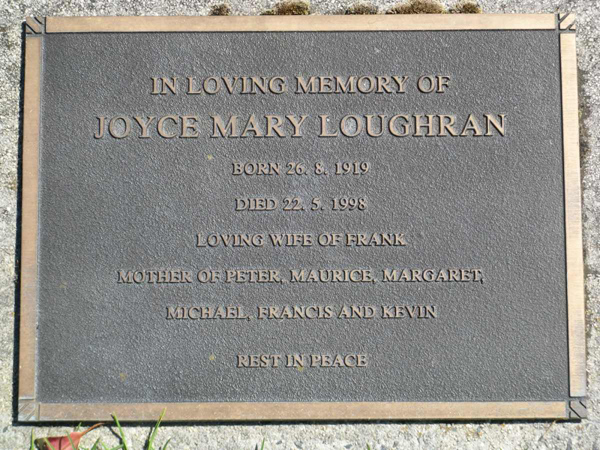 IN LOVING MEMORY OF
JOYCE MARY LOUGHRAN
BORN 26. 8. 1919
DIED 22. 5. 1998
LOVING WIFE OF FRANK
MOTHER OF PETER, MAURICE, MARGARET,
MICHAEL, FRANCIS AND KEVIN
REST IN PEACE